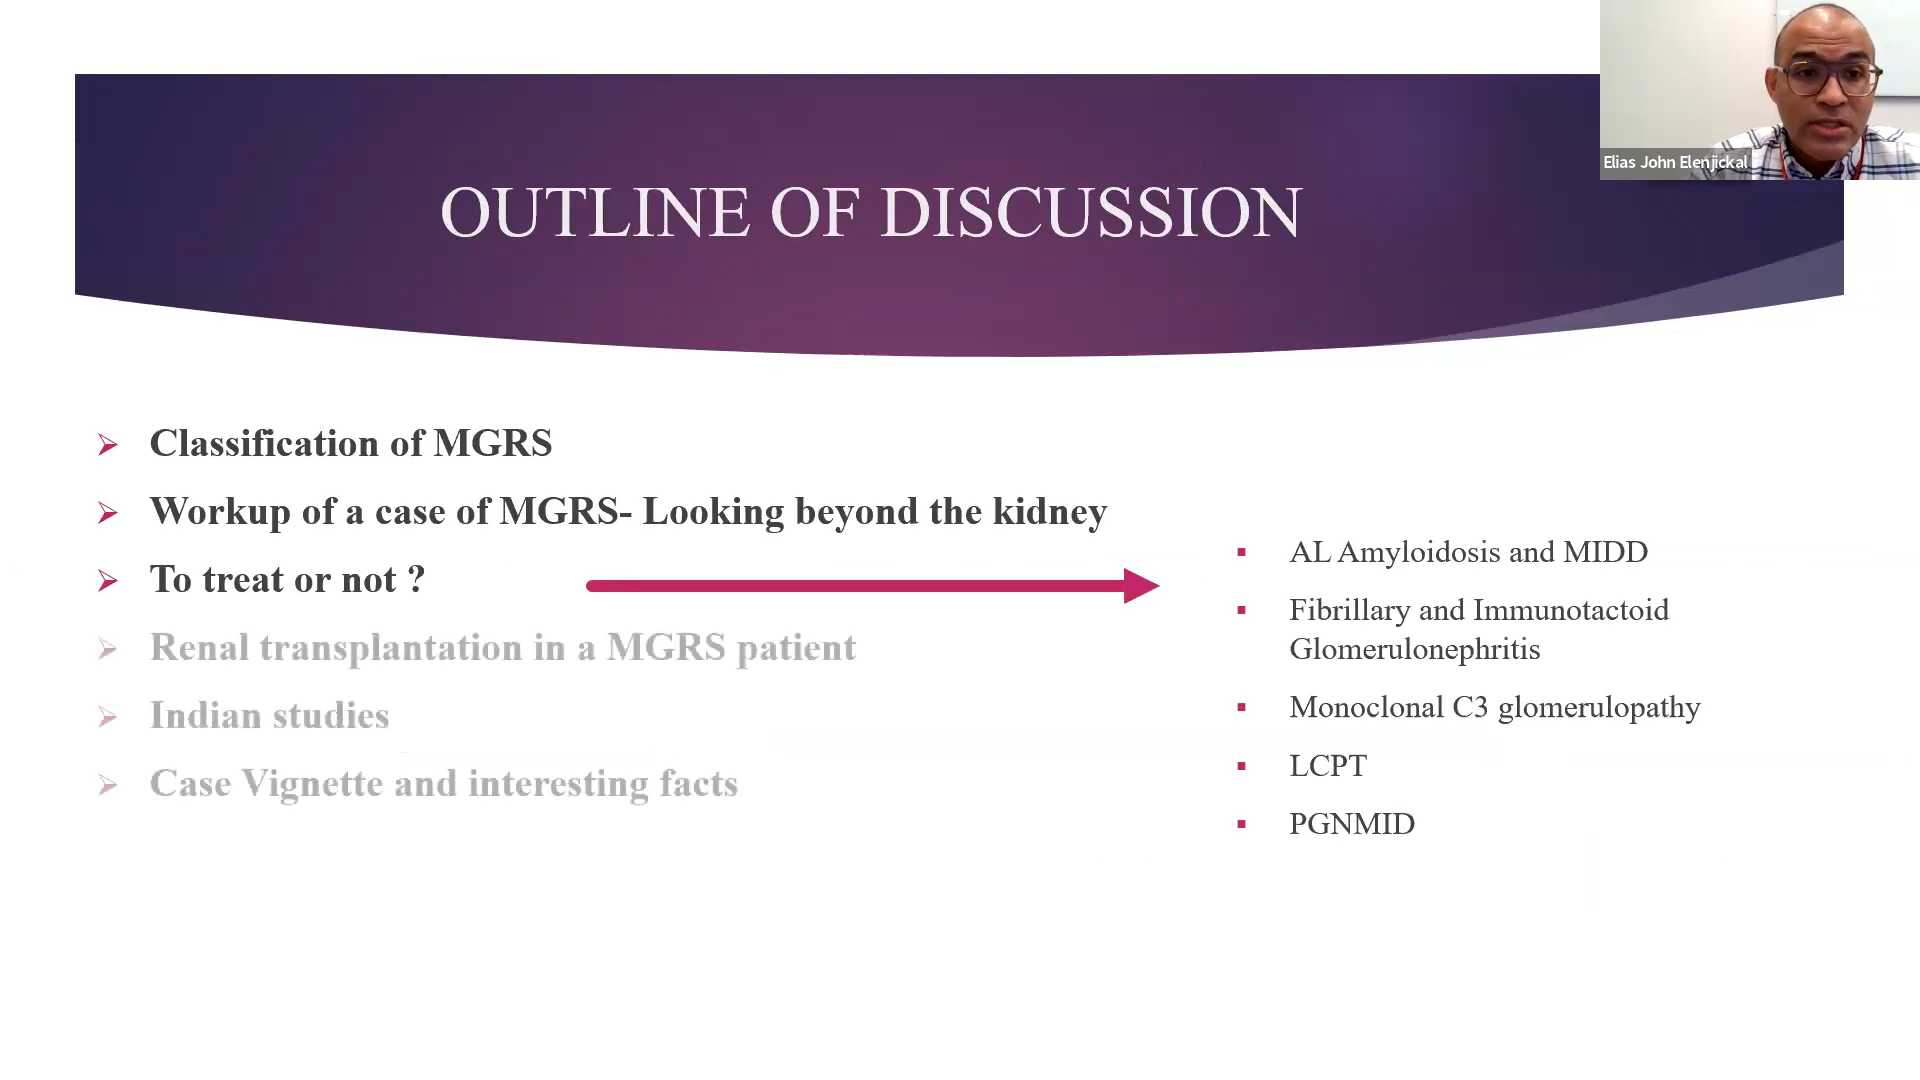 Elias John Elenjickal
OUTLINE OF DISCUSSION
Classification of MGRS
Workup of a case of MGRS- Looking beyond the kidney
To treat or not ?
Renal transplantation in a MGRS patient
Indian studies
Case Vignette and interesting facts
AL Amyloidosis and MIDD
Fibrillary and Immunotactoid
Glomerulonephritis
Monoclonal C3 glomerulopathy
LCPT
PGNMID